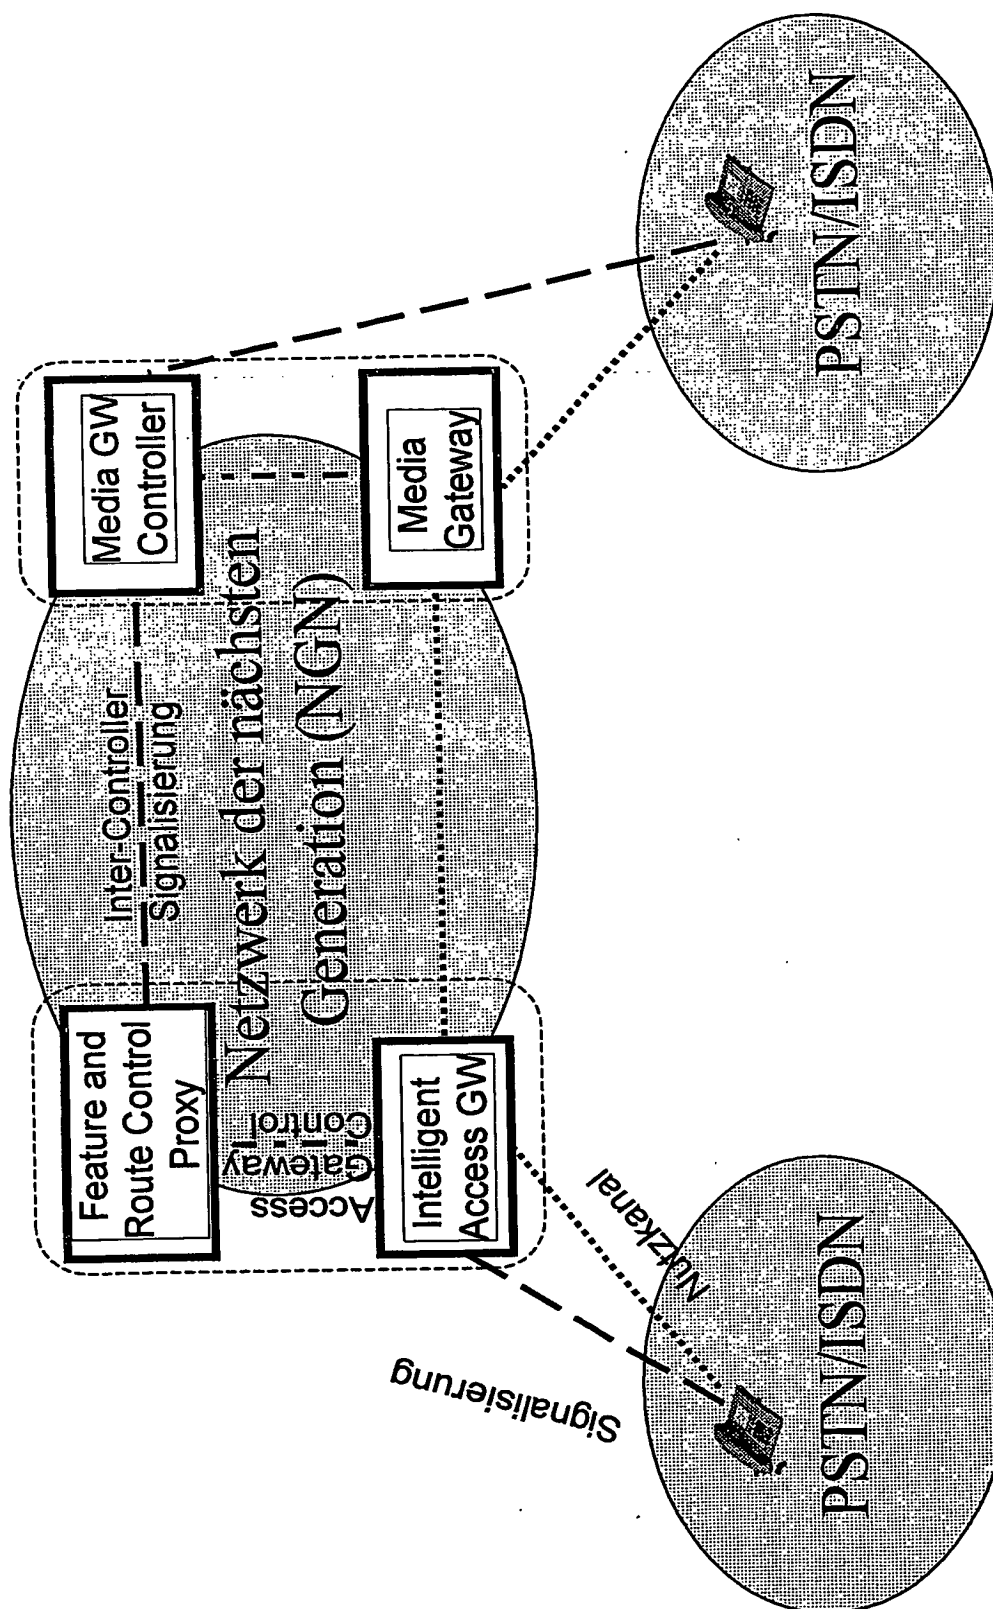 Feature and
Route Control
Proxy
Inter-Controller
Signalisierung
Media GW
Controller
Netzwerk der nächsten
Generation (NGN)
Access
Gateway
Control
Intelligent
Access GW
Media
Gateway
Signalisierung
Nutzkanal
PSTN/ISDN
PSTN/ISDN